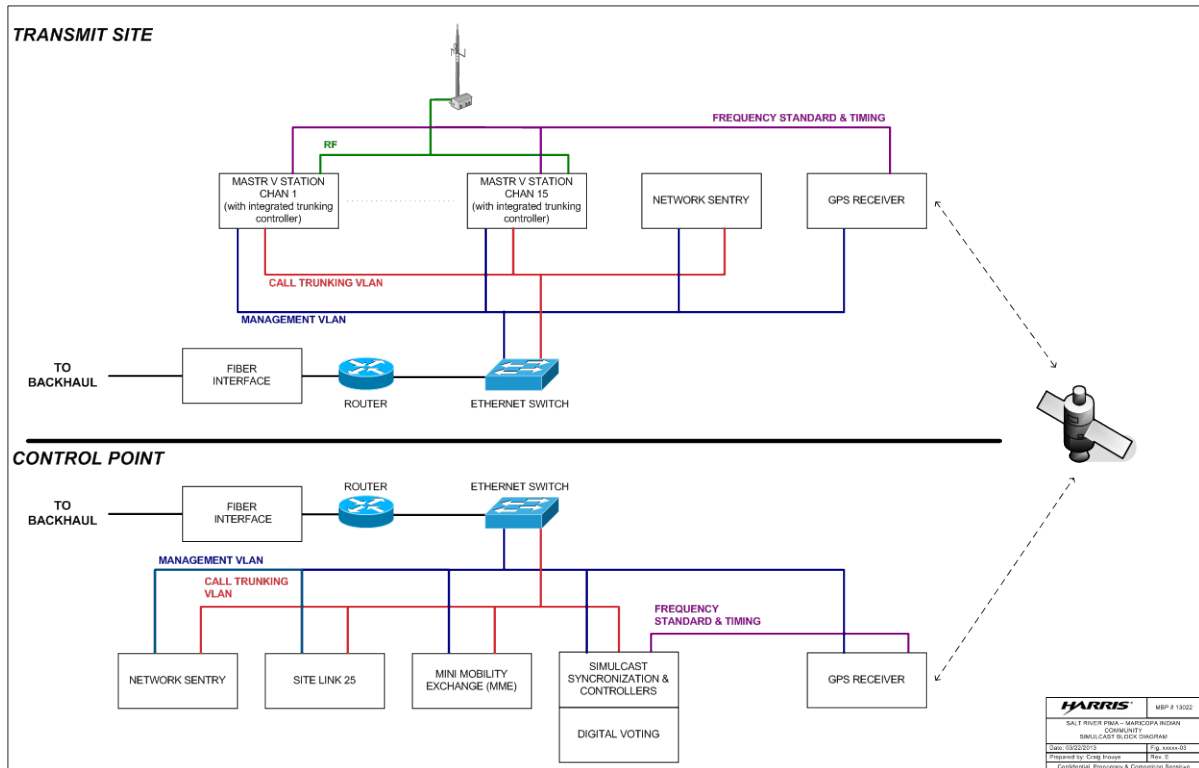 TRANSMIT SITE
FREQUENCY STANDARD & TIMING
RF
MASTR V STATION
CHAN 1
(with integrated trunking
controller)
MASTR V STATION
CHAN 15
(with integrated trunking
controller)
NETWORK SENTRY
GPS RECEIVER
CALL TRUNKING VLAN
MANAGEMENT VLAN
TO
BACKHAUL
FIBER
INTERFACE
ROUTER
ETHERNET SWITCH
CONTROL POINT
TO
BACKHAUL
FIBER
INTERFACE
ROUTER
ETHERNET SWITCH
MANAGEMENT VLAN
CALL TRUNKING
VLAN
FREQUENCY
STANDARD & TIMING
NETWORK SENTRY
SITE LINK 25
MINI MOBILITY
EXCHANGE (MME)
SIMULCAST
SYNCRONIZATION &
CONTROLLERS
DIGITAL VOTING
GPS RECEIVER
HARRIS
MBP # 13022
SALT RIVER PIMA – MARICOPA INDIAN
COMMUNITY
SIMULCAST BLOCK DIAGRAM
Date: 03/22/2013
Fig. xxxxx-03
Prepared by: Craig Inouye
Rev. E
Confidential, Proprietary & Competition Sensitive